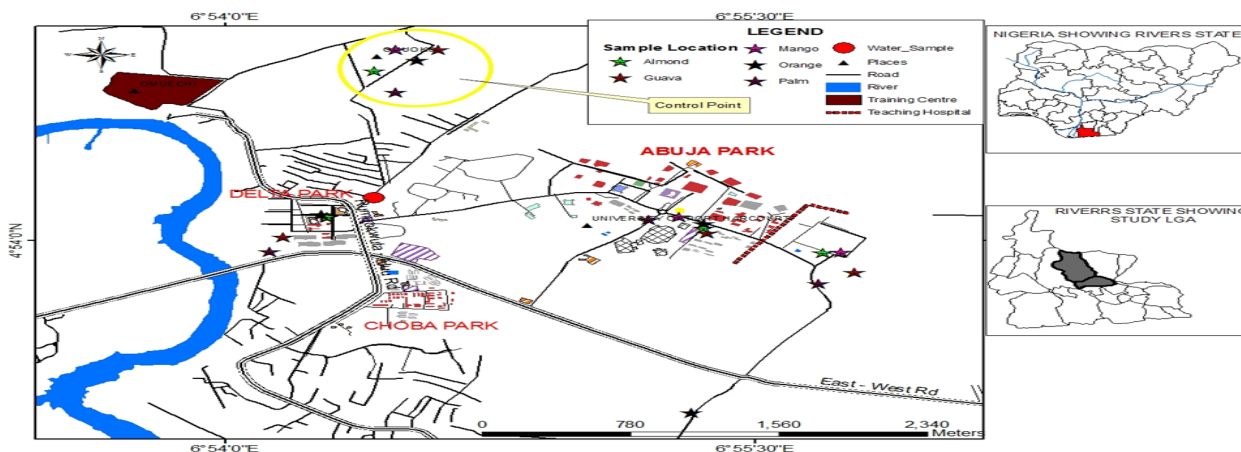 6°54'0"E
6°55'30"E
LEGEND
Sample Location
Almond
Guava
Mango
Orange
Palm
Water_Sample
Places
Road
River
Training Centre
Teaching Hospital
Control Point
NIGERIA SHOWING RIVERS STATE
ABUJA PARK
DELTA PARK
4°54'0"N
CHOBA PARK
East - West Rd
RIVERRS STATE SHOWING
STUDY LGA
0
780
1,560
2,340
Meters
6°54'0"E
6°55'30"E